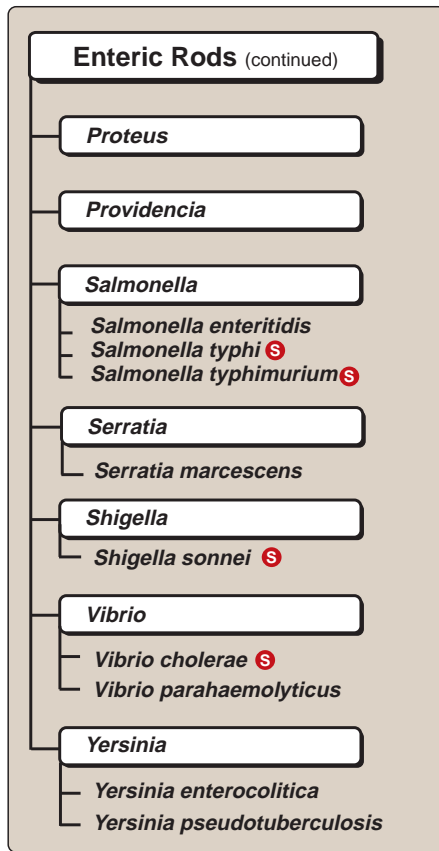 Enteric Rods (continued)
Proteus
Providencia
Salmonella
Salmonella enteritidis
Salmonella typhi S
Salmonella typhimurium S
Serratia
Serratia marcescens
Shigella
Shigella sonnei S
Vibrio
Vibrio cholerae S
Vibrio parahaemolyticus
Yersinia
Yersinia enterocolitica
Yersinia pseudotuberculosis